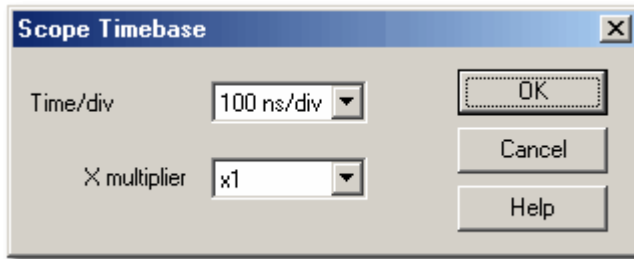 Scope Timebase
Time/div 100 ns/div OK
Cancel
X multiplier x1
Help